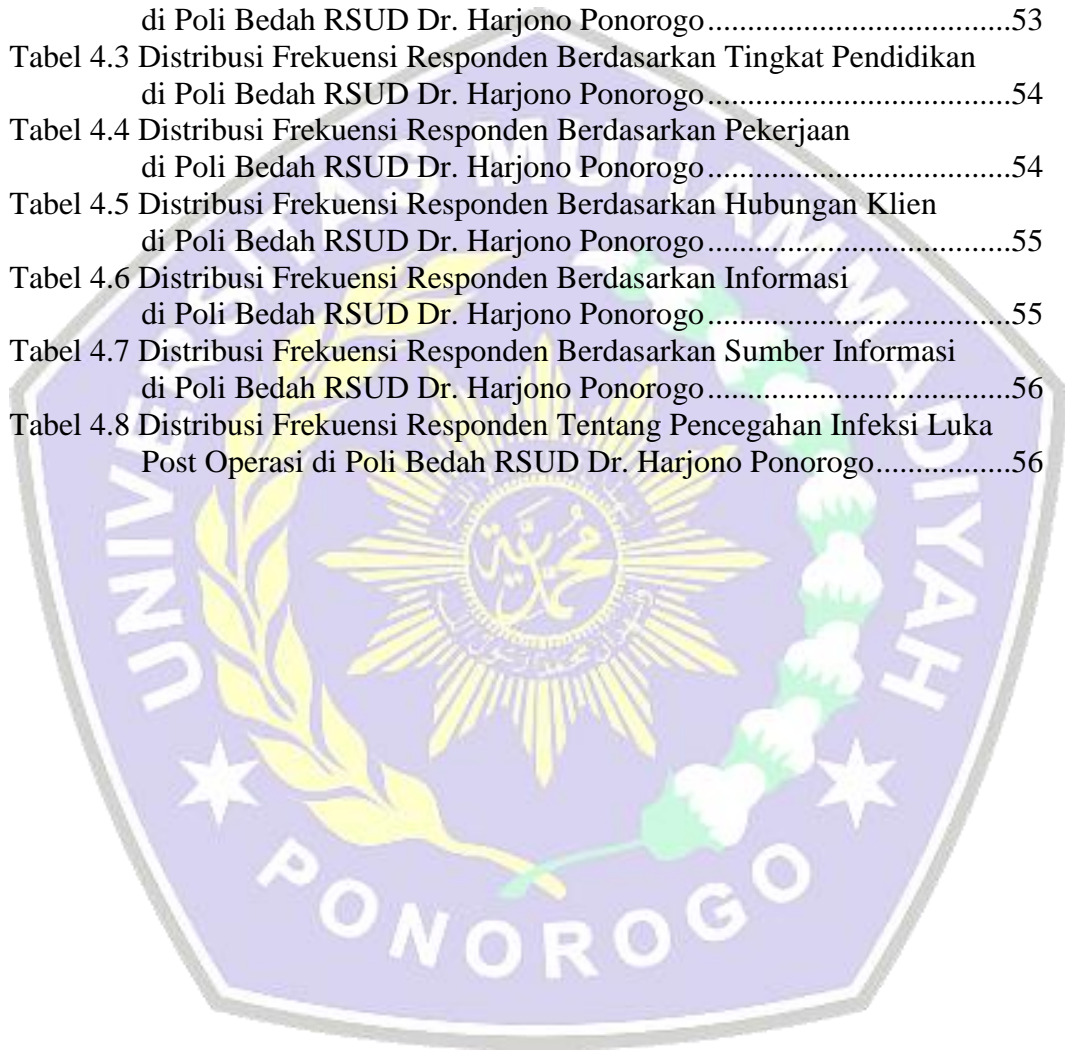 di Poli Bedah RSUD Dr. Harjono Ponorogo.....................................53
Tabel 4.3 Distribusi Frekuensi Responden Berdasarkan Tingkat Pendidikan
di Poli Bedah RSUD Dr. Harjono Ponorogo.....................................54
Tabel 4.4 Distribusi Frekuensi Responden Berdasarkan Pekerjaan
di Poli Bedah RSUD Dr. Harjono Ponorogo.....................................54
Tabel 4.5 Distribusi Frekuensi Responden Berdasarkan Hubungan Klien
di Poli Bedah RSUD Dr. Harjono Ponorogo.....................................55
Tabel 4.6 Distribusi Frekuensi Responden Berdasarkan Informasi
di Poli Bedah RSUD Dr. Harjono Ponorogo.....................................55
Tabel 4.7 Distribusi Frekuensi Responden Berdasarkan Sumber Informasi
di Poli Bedah RSUD Dr. Harjono Ponorogo.....................................56
Tabel 4.8 Distribusi Frekuensi Responden Tentang Pencegahan Infeksi Luka
Post Operasi di Poli Bedah RSUD Dr. Harjono Ponorogo.................56
UNIVERSITAS MUHAMMADIYAH
PONOROGO